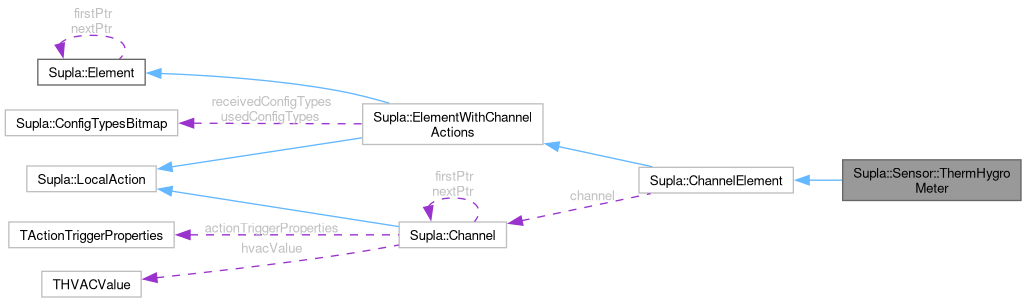 firstPtr
nextPtr
Supla::Element
receivedConfigTypes
usedConfigTypes
Supla::ConfigTypesBitmap
Supla::ElementWithChannel
Actions
Supla::LocalAction
firstPtr
nextPtr
Supla::ChannelElement
Supla::Sensor::ThermHygro
Meter
channel
actionTriggerProperties
TActionTriggerProperties
Supla::Channel
hvacValue
THVACValue